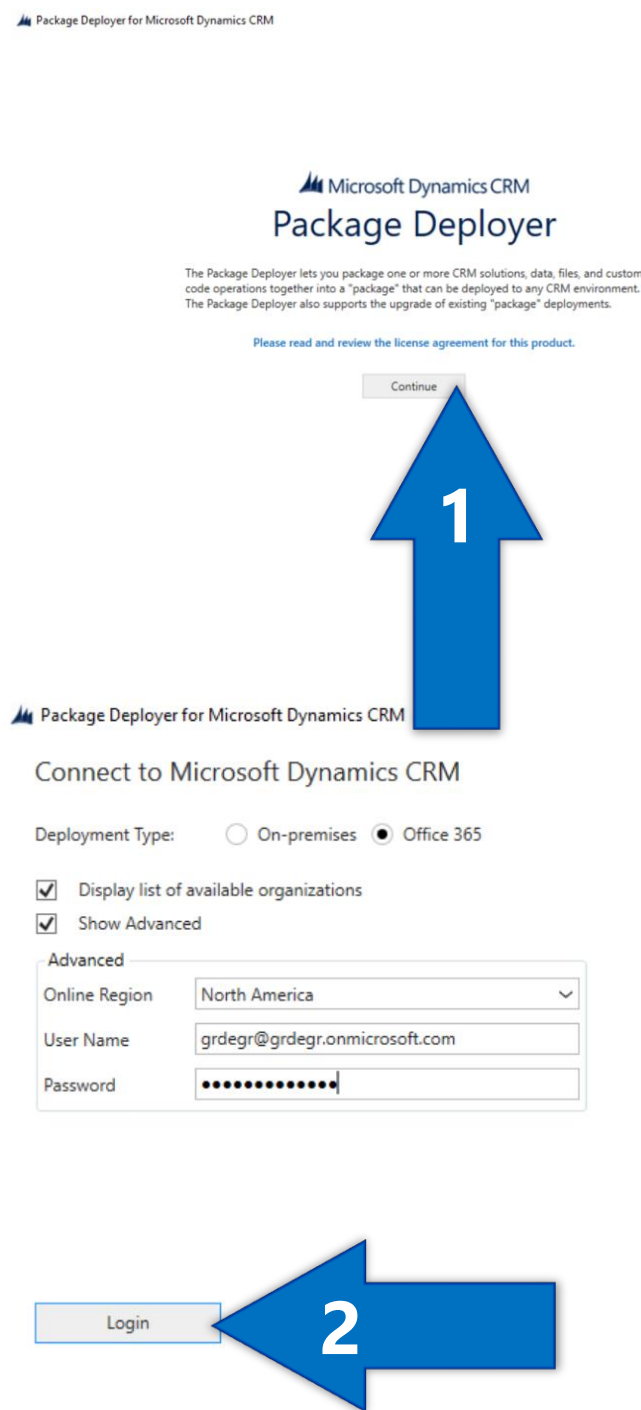 Package Deployer for Microsoft Dynamics CRM
Microsoft Dynamics CRM
Package Deployer
The Package Deployer lets you package one or more CRM solutions, data, files, and custom
code operations together into a "package" that can be deployed to any CRM environment.
The Package Deployer also supports the upgrade of existing "package" deployments.
Please read and review the license agreement for this product.
Continue
1
Package Deployer for Microsoft Dynamics CRM
Connect to Microsoft Dynamics CRM
Deployment Type: On-premises Office 365
Display list of available organizations
Show Advanced
Advanced
Online Region North America
User Name grdegr@grdegr.onmicrosoft.com
Password •••••••••••••
Login 2